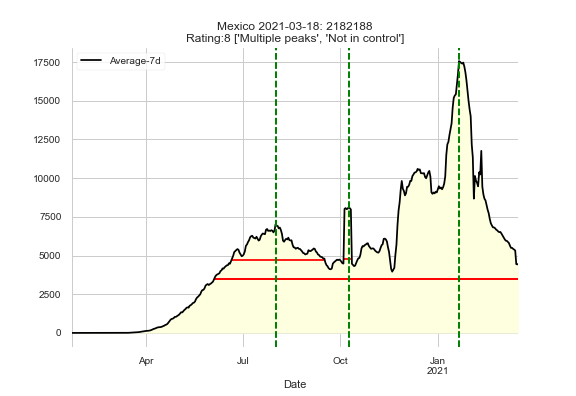 Mexico 2021-03-18: 2182188
Rating:8 ['Multiple peaks', 'Not in control']
Average-7d
17500
15000
12500
10000
7500
5000
2500
0
Apr Jul Oct Jan
2021
Date